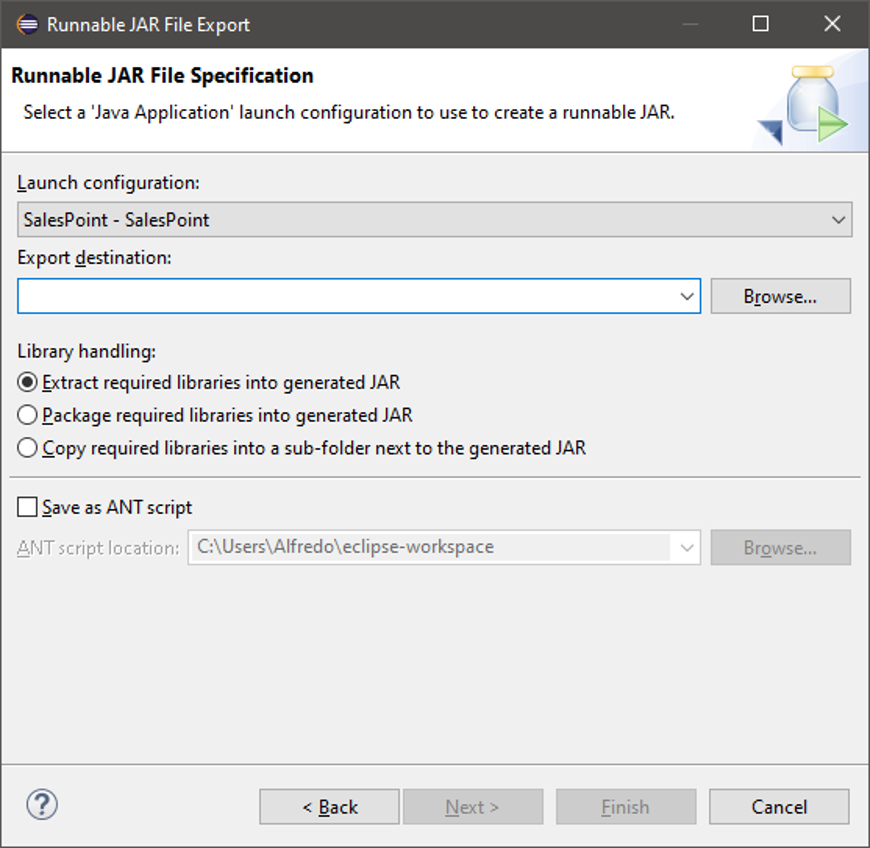 Runnable JAR File Export
Runnable JAR File Specification
Select a 'Java Application' launch configuration to use to create a runnable JAR.
Launch configuration:
SalesPoint - SalesPoint
Export destination:
Browse...
Library handling:
Extract required libraries into generated JAR
Package required libraries into generated JAR
Copy required libraries into a sub-folder next to the generated JAR
Save as ANT script
ANT script location: C:\Users\Alfredo\eclipse-workspace Browse...
? < Back Next > Finish Cancel